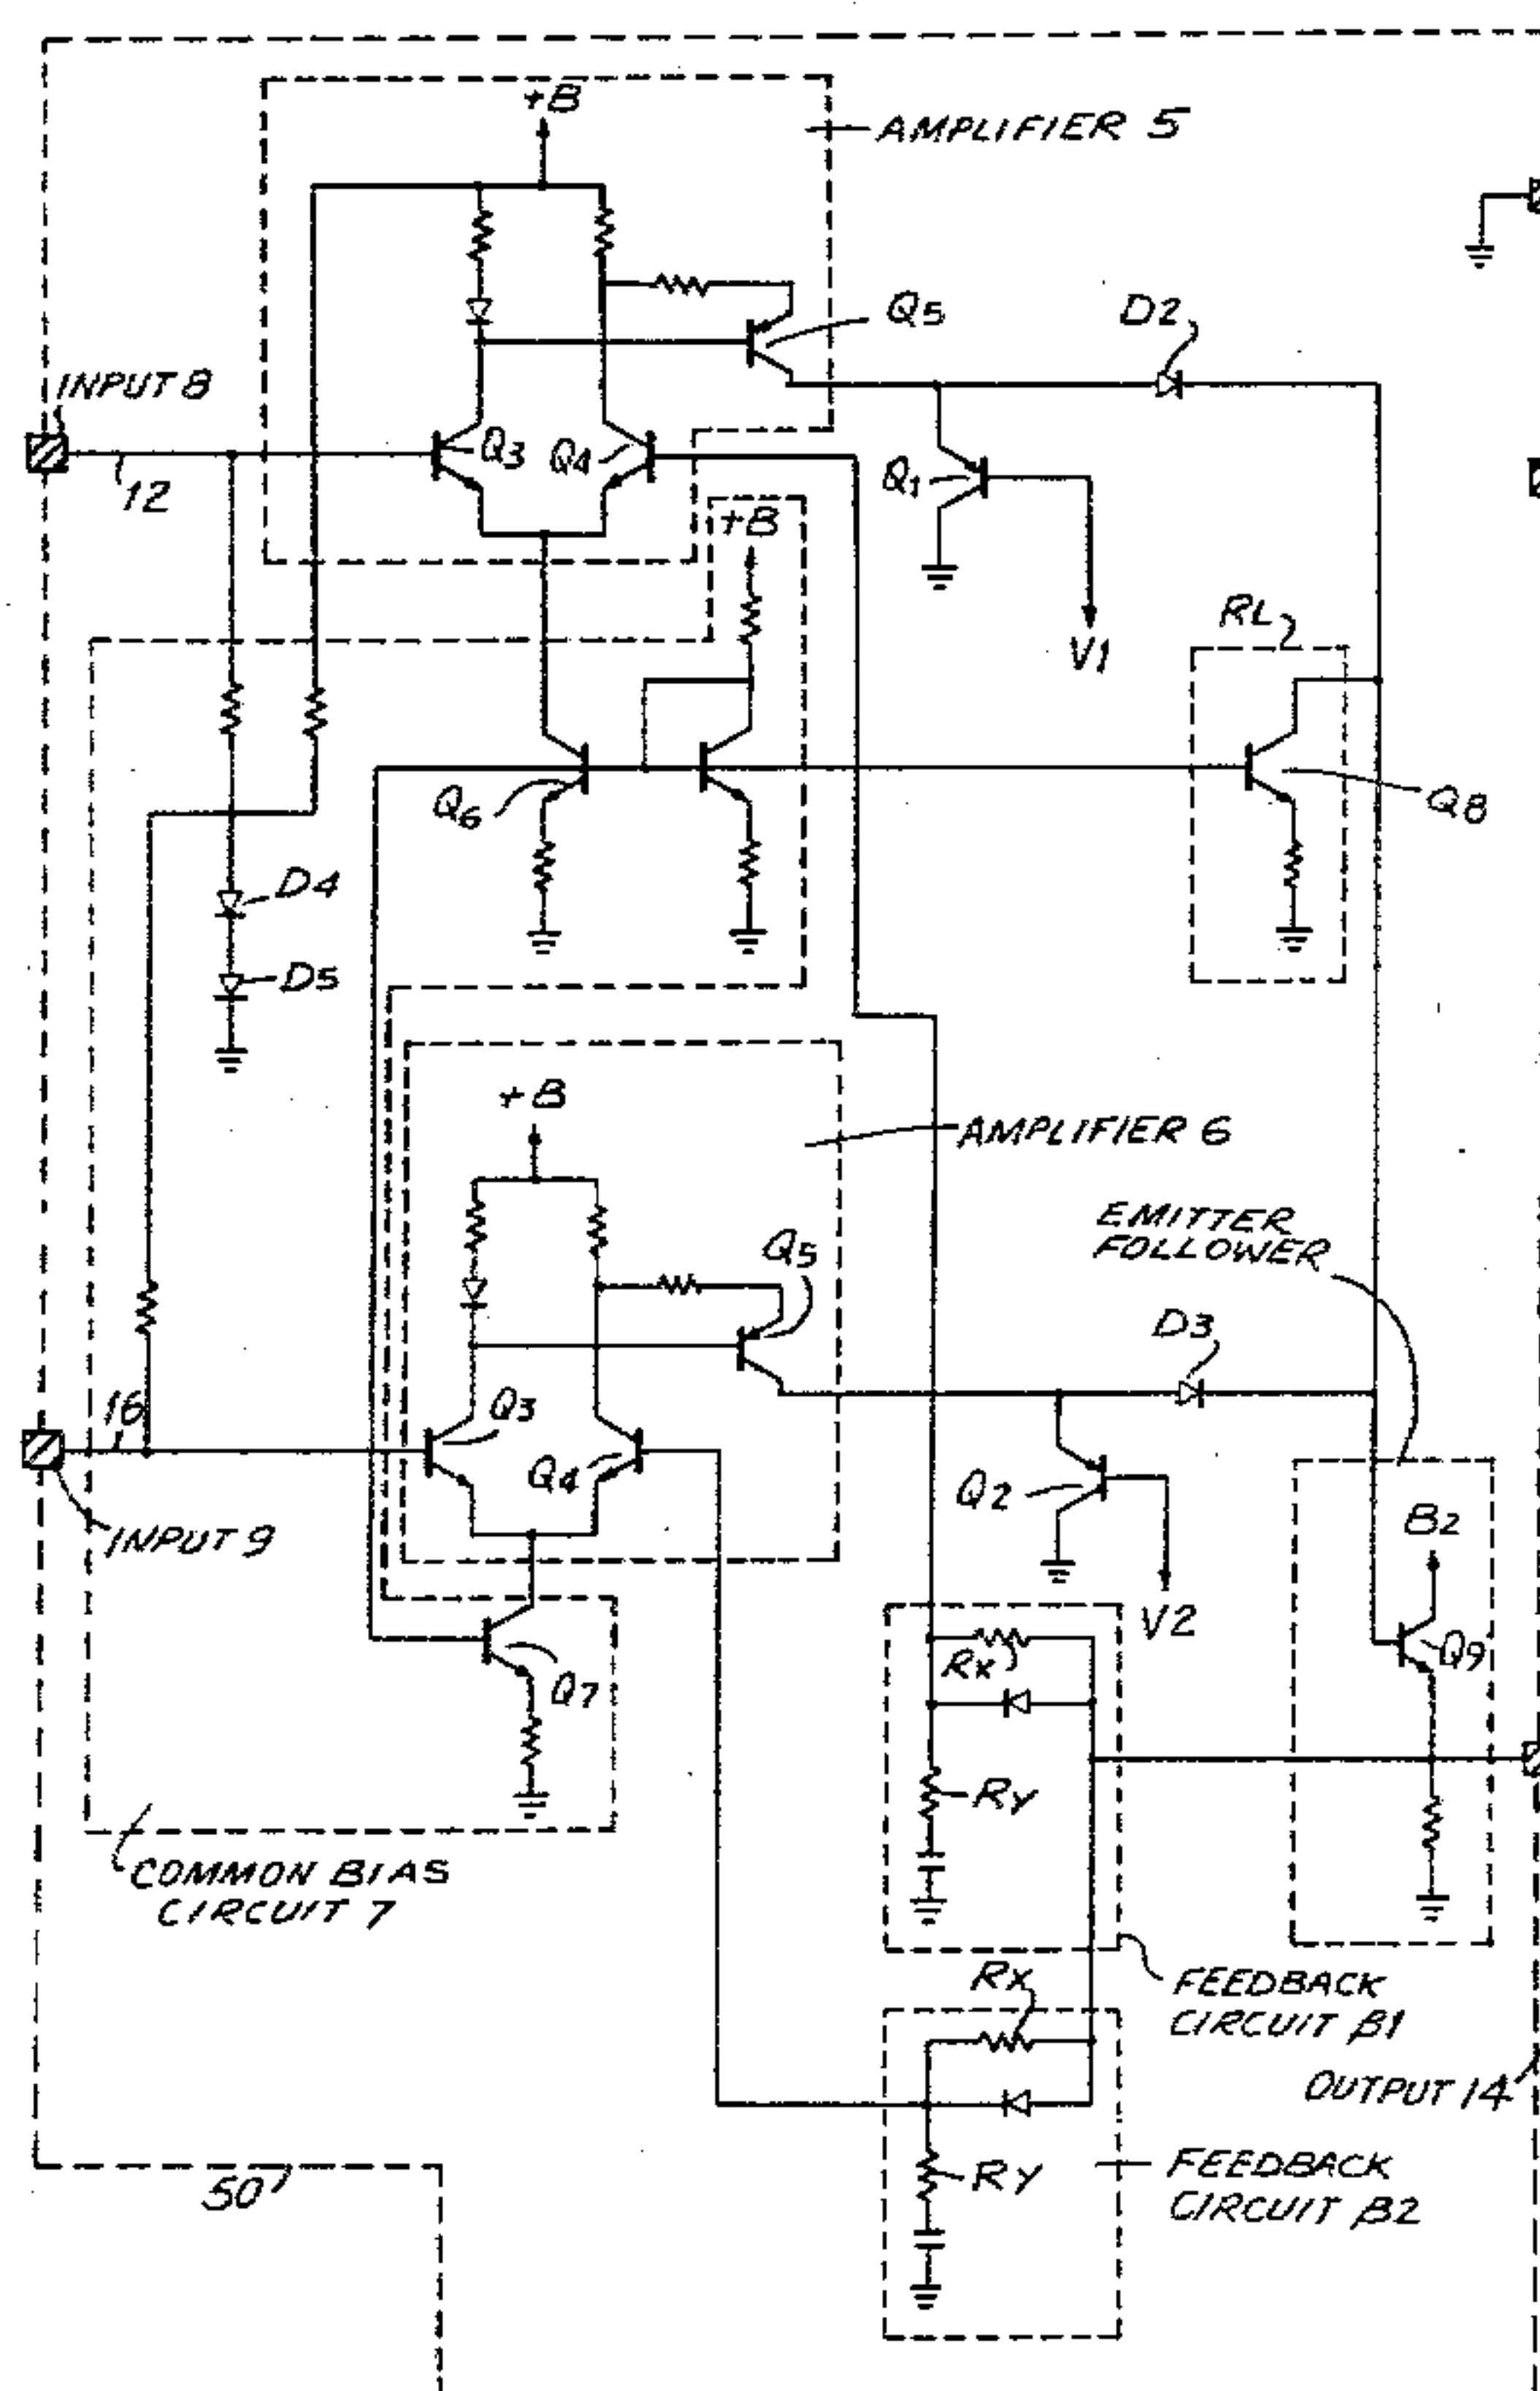 +B
AMPLIFIER 5
Q5
D2
INPUT 8
Q3
Q4
Q1
12
+B
V1
RL
Q6
Q8
D4
D5
+B
AMPLIFIER 6
EMITTER
FOLLOWER
Q5
D3
16
Q3
Q4
Q2
B2
INPUT 9
V2
RX
Q9
Q7
RY
COMMON BIAS
CIRCUIT 7
RX
FEEDBACK
CIRCUIT β1
OUTPUT 14
RY
FEEDBACK
CIRCUIT β2
50